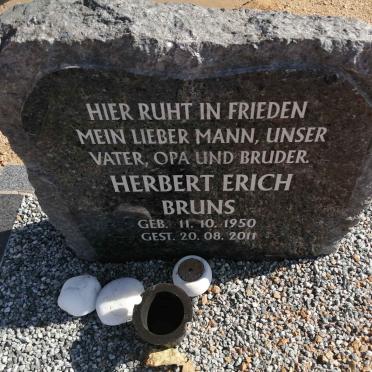 HIER RUHT IN FRIEDEN
MEIN LIEBER MANN, UNSER
VATER, OPA UND BRUDER.
HERBERT ERICH
BRUNS
GEB. 11. 10. 1950
GEST. 20. 08. 2011